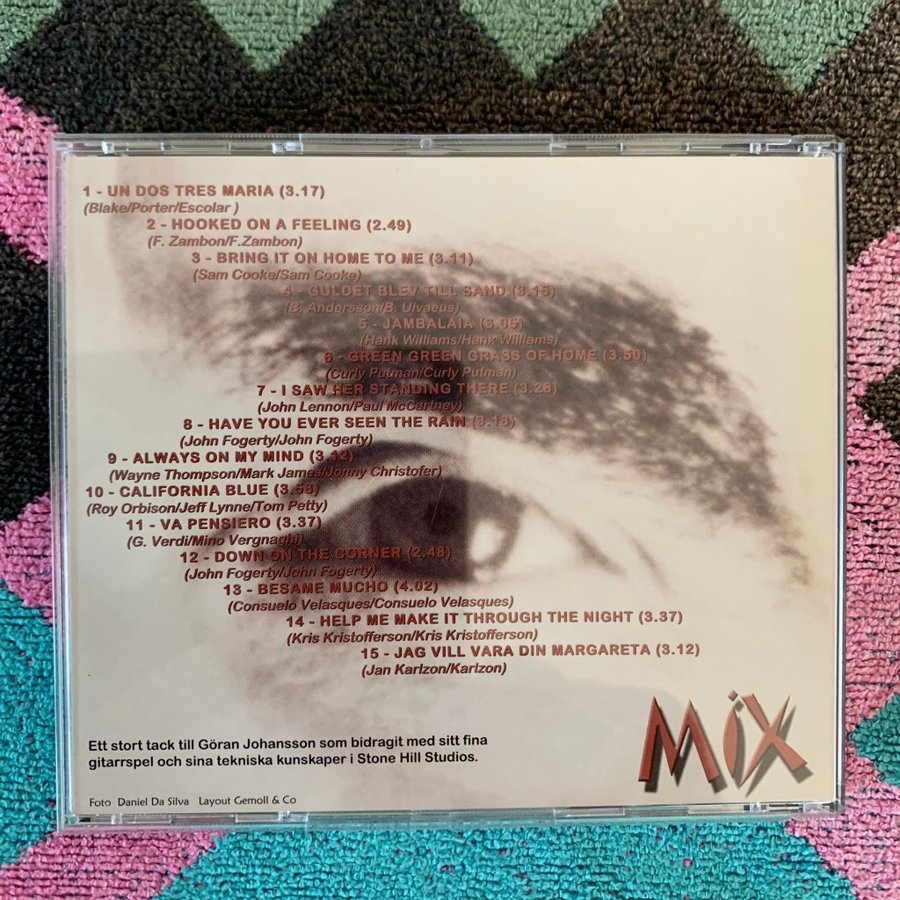 1 - UN DOS TRES MARIA (3.17)
(Blake/Porter/Escolar )
2 - HOOKED ON A FEELING (2.49)
(F. Zambon/F.Zambon)
3 - BRING IT ON HOME TO ME (3.11)
(Sam Cooke/Sam Cooke)
4 - GULDET BLEV TILL SAND (3.15)
(B. Andersson/B. Ulvaeus)
5 - JAMBALAIA (3.05)
(Hank Williams/Hank Williams)
6 - GREEN GREEN GRASS OF HOME (3.50)
(Curly Putman/Curly Putman)
7 - I SAW HER STANDING THERE (3.28)
(John Lennon/Paul McCartney)
8 - HAVE YOU EVER SEEN THE RAIN (3.13)
(John Fogerty/John Fogerty)
9 - ALWAYS ON MY MIND (3.12)
(Wayne Thompson/Mark James/Jonny Christofer)
10 - CALIFORNIA BLUE (3.58)
(Roy Orbison/Jeff Lynne/Tom Petty)
11 - VA PENSIERO (3.37)
(G. Verdi/Mino Vergnaghi)
12 - DOWN ON THE CORNER (2.48)
(John Fogerty/John Fogerty)
13 - BESAME MUCHO (4.02)
(Consuelo Velasques/Consuelo Velasques)
14 - HELP ME MAKE IT THROUGH THE NIGHT (3.37)
(Kris Kristofferson/Kris Kristofferson)
15 - JAG VILL VARA DIN MARGARETA (3.12)
(Jan Karlzon/Karlzon)
MiX
Ett stort tack till Göran Johansson som bidragit med sitt fina
gitarrspel och sina tekniska kunskaper i Stone Hill Studios.
Foto Daniel Da Silva Layout Gemoll & Co